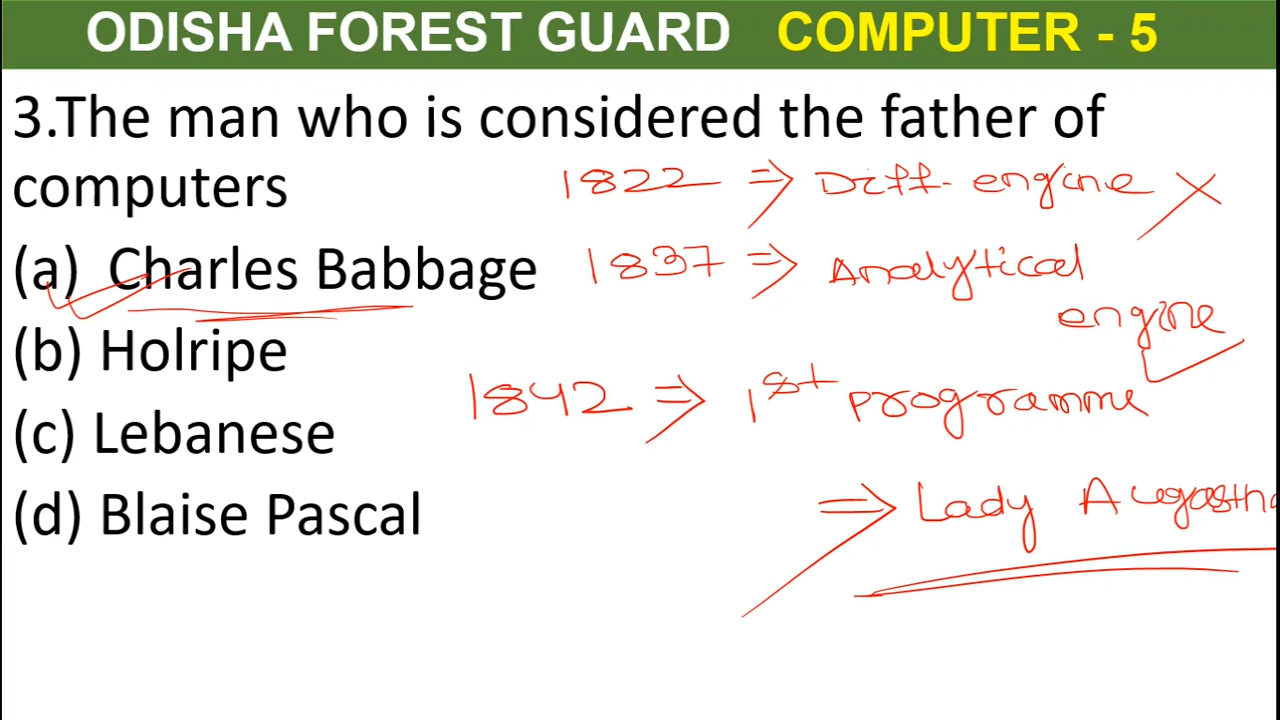 ODISHA FOREST GUARD COMPUTER - 5
3.The man who is considered the father of
computers
1822 ⇒ Diff- engine ×
(a) Charles Babbage
1837 ⇒ Analytical
engine
(b) Holripe
1842 ⇒ 1st programme
(c) Lebanese
⇒ Lady Augastha
(d) Blaise Pascal